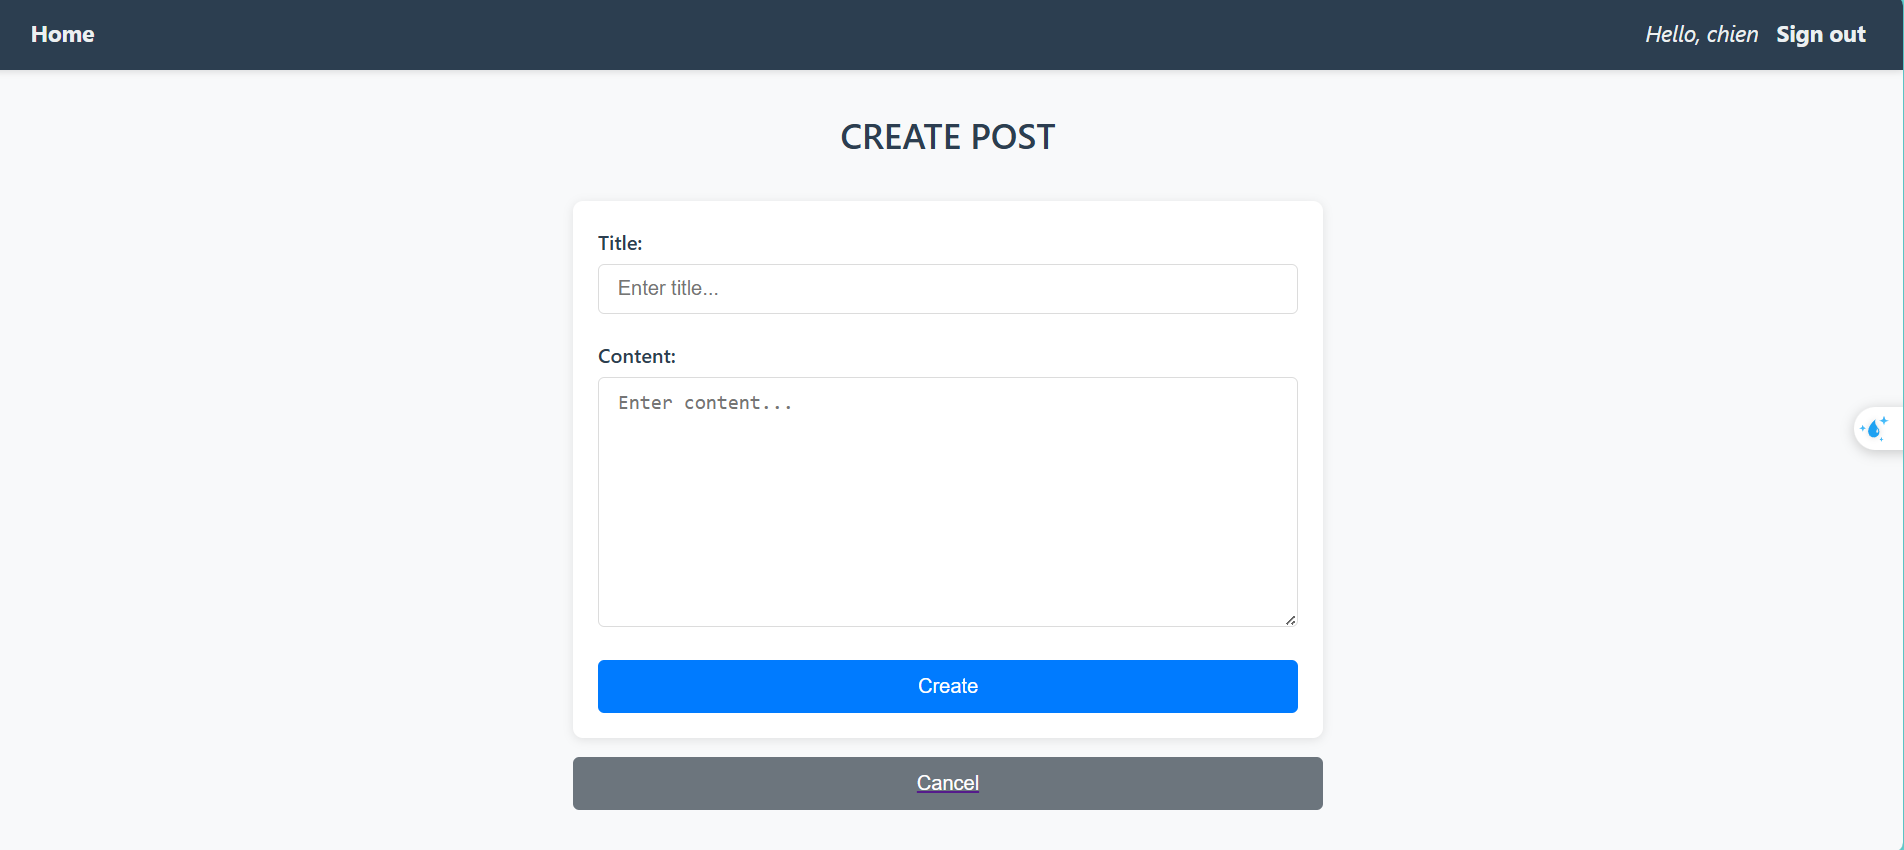 Home
Hello, chien Sign out
CREATE POST
Title:
Enter title...
Content:
Enter content...
Create
Cancel